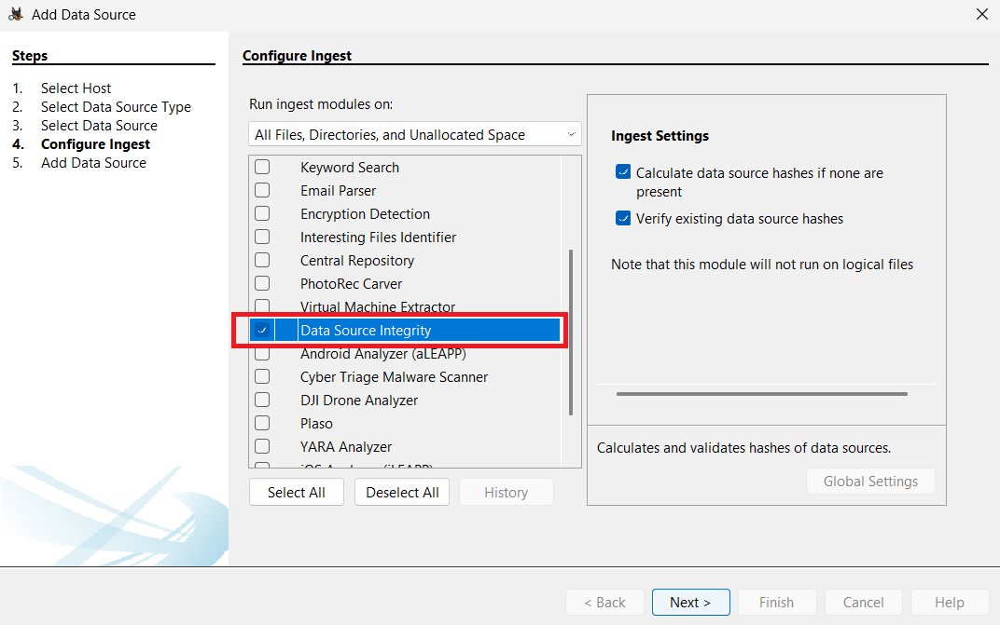 Add Data Source
Steps
1. Select Host
2. Select Data Source Type
3. Select Data Source
4. Configure Ingest
5. Add Data Source
Configure Ingest
Run ingest modules on:
All Files, Directories, and Unallocated Space
Keyword Search
Email Parser
Encryption Detection
Interesting Files Identifier
Central Repository
PhotoRec Carver
Virtual Machine Extractor
Data Source Integrity
Android Analyzer (aLEAPP)
Cyber Triage Malware Scanner
DJI Drone Analyzer
Plaso
YARA Analyzer
iOS Analyzer (iLEAPP)
Select All
Deselect All
History
Ingest Settings
Calculate data source hashes if none are
present
Verify existing data source hashes
Note that this module will not run on logical files
Calculates and validates hashes of data sources.
Global Settings
< Back
Next >
Finish
Cancel
Help